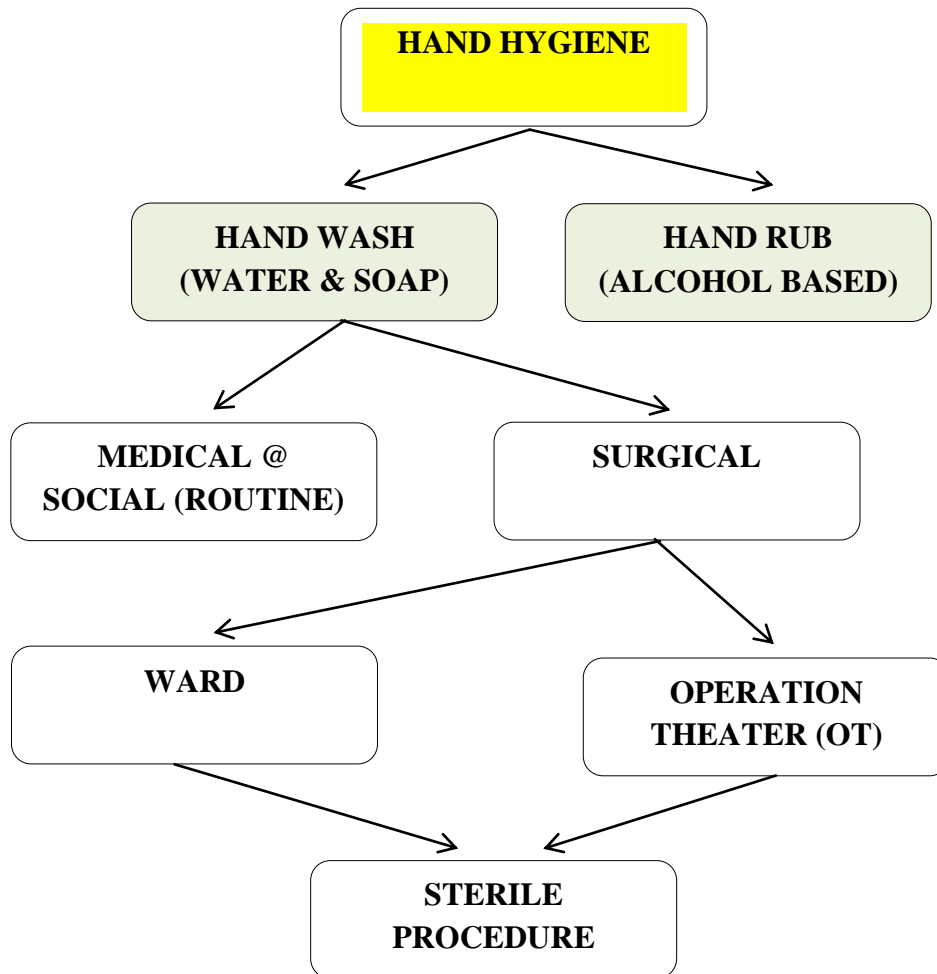 HAND HYGIENE
HAND WASH
(WATER & SOAP)
HAND RUB
(ALCOHOL BASED)
MEDICAL @
SOCIAL (ROUTINE)
SURGICAL
WARD
OPERATION
THEATER (OT)
STERILE
PROCEDURE